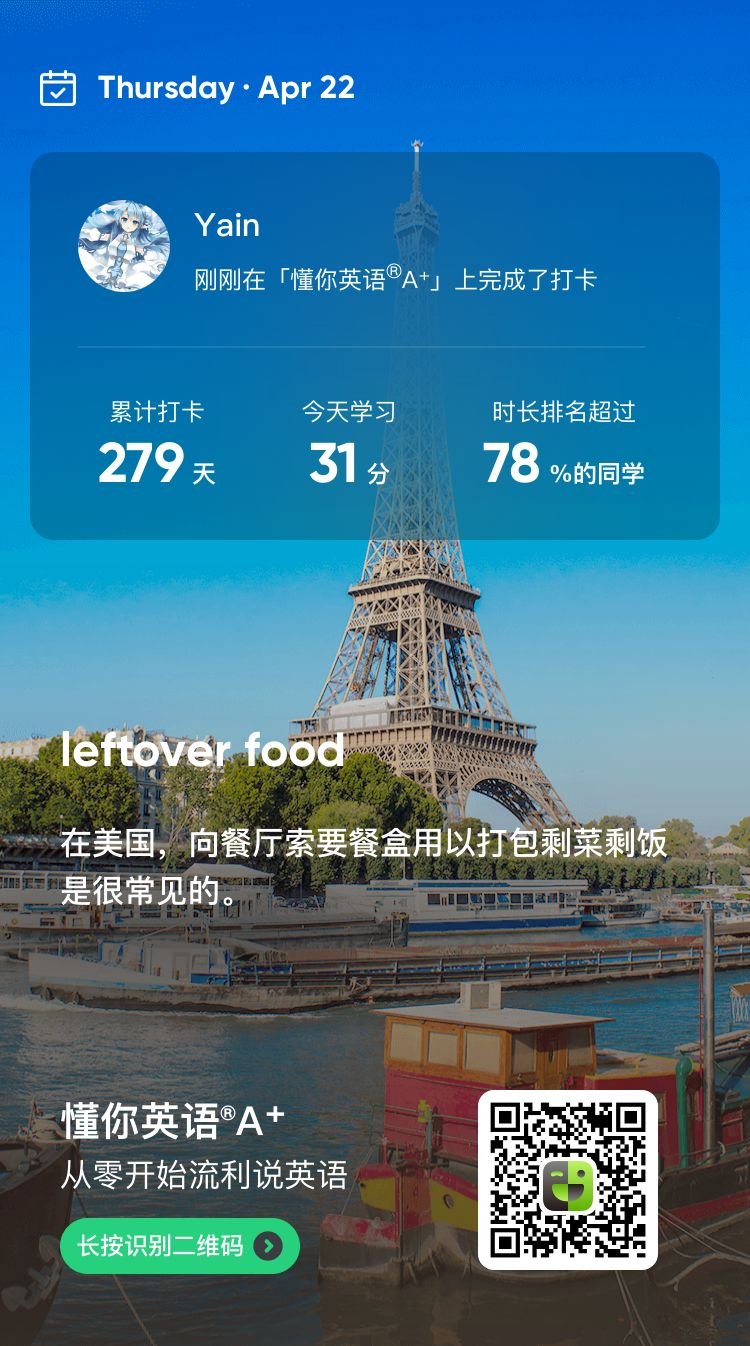 Thursday · Apr 22
Yain
刚刚在「懂你英语®A⁺」上完成了打卡
累计打卡
今天学习
时长排名超过
279 天
31 分
78 %的同学
leftover food
在美国，向餐厅索要餐盒用以打包剩菜剩饭
是很常见的。
懂你英语®A⁺
从零开始流利说英语
长按识别二维码